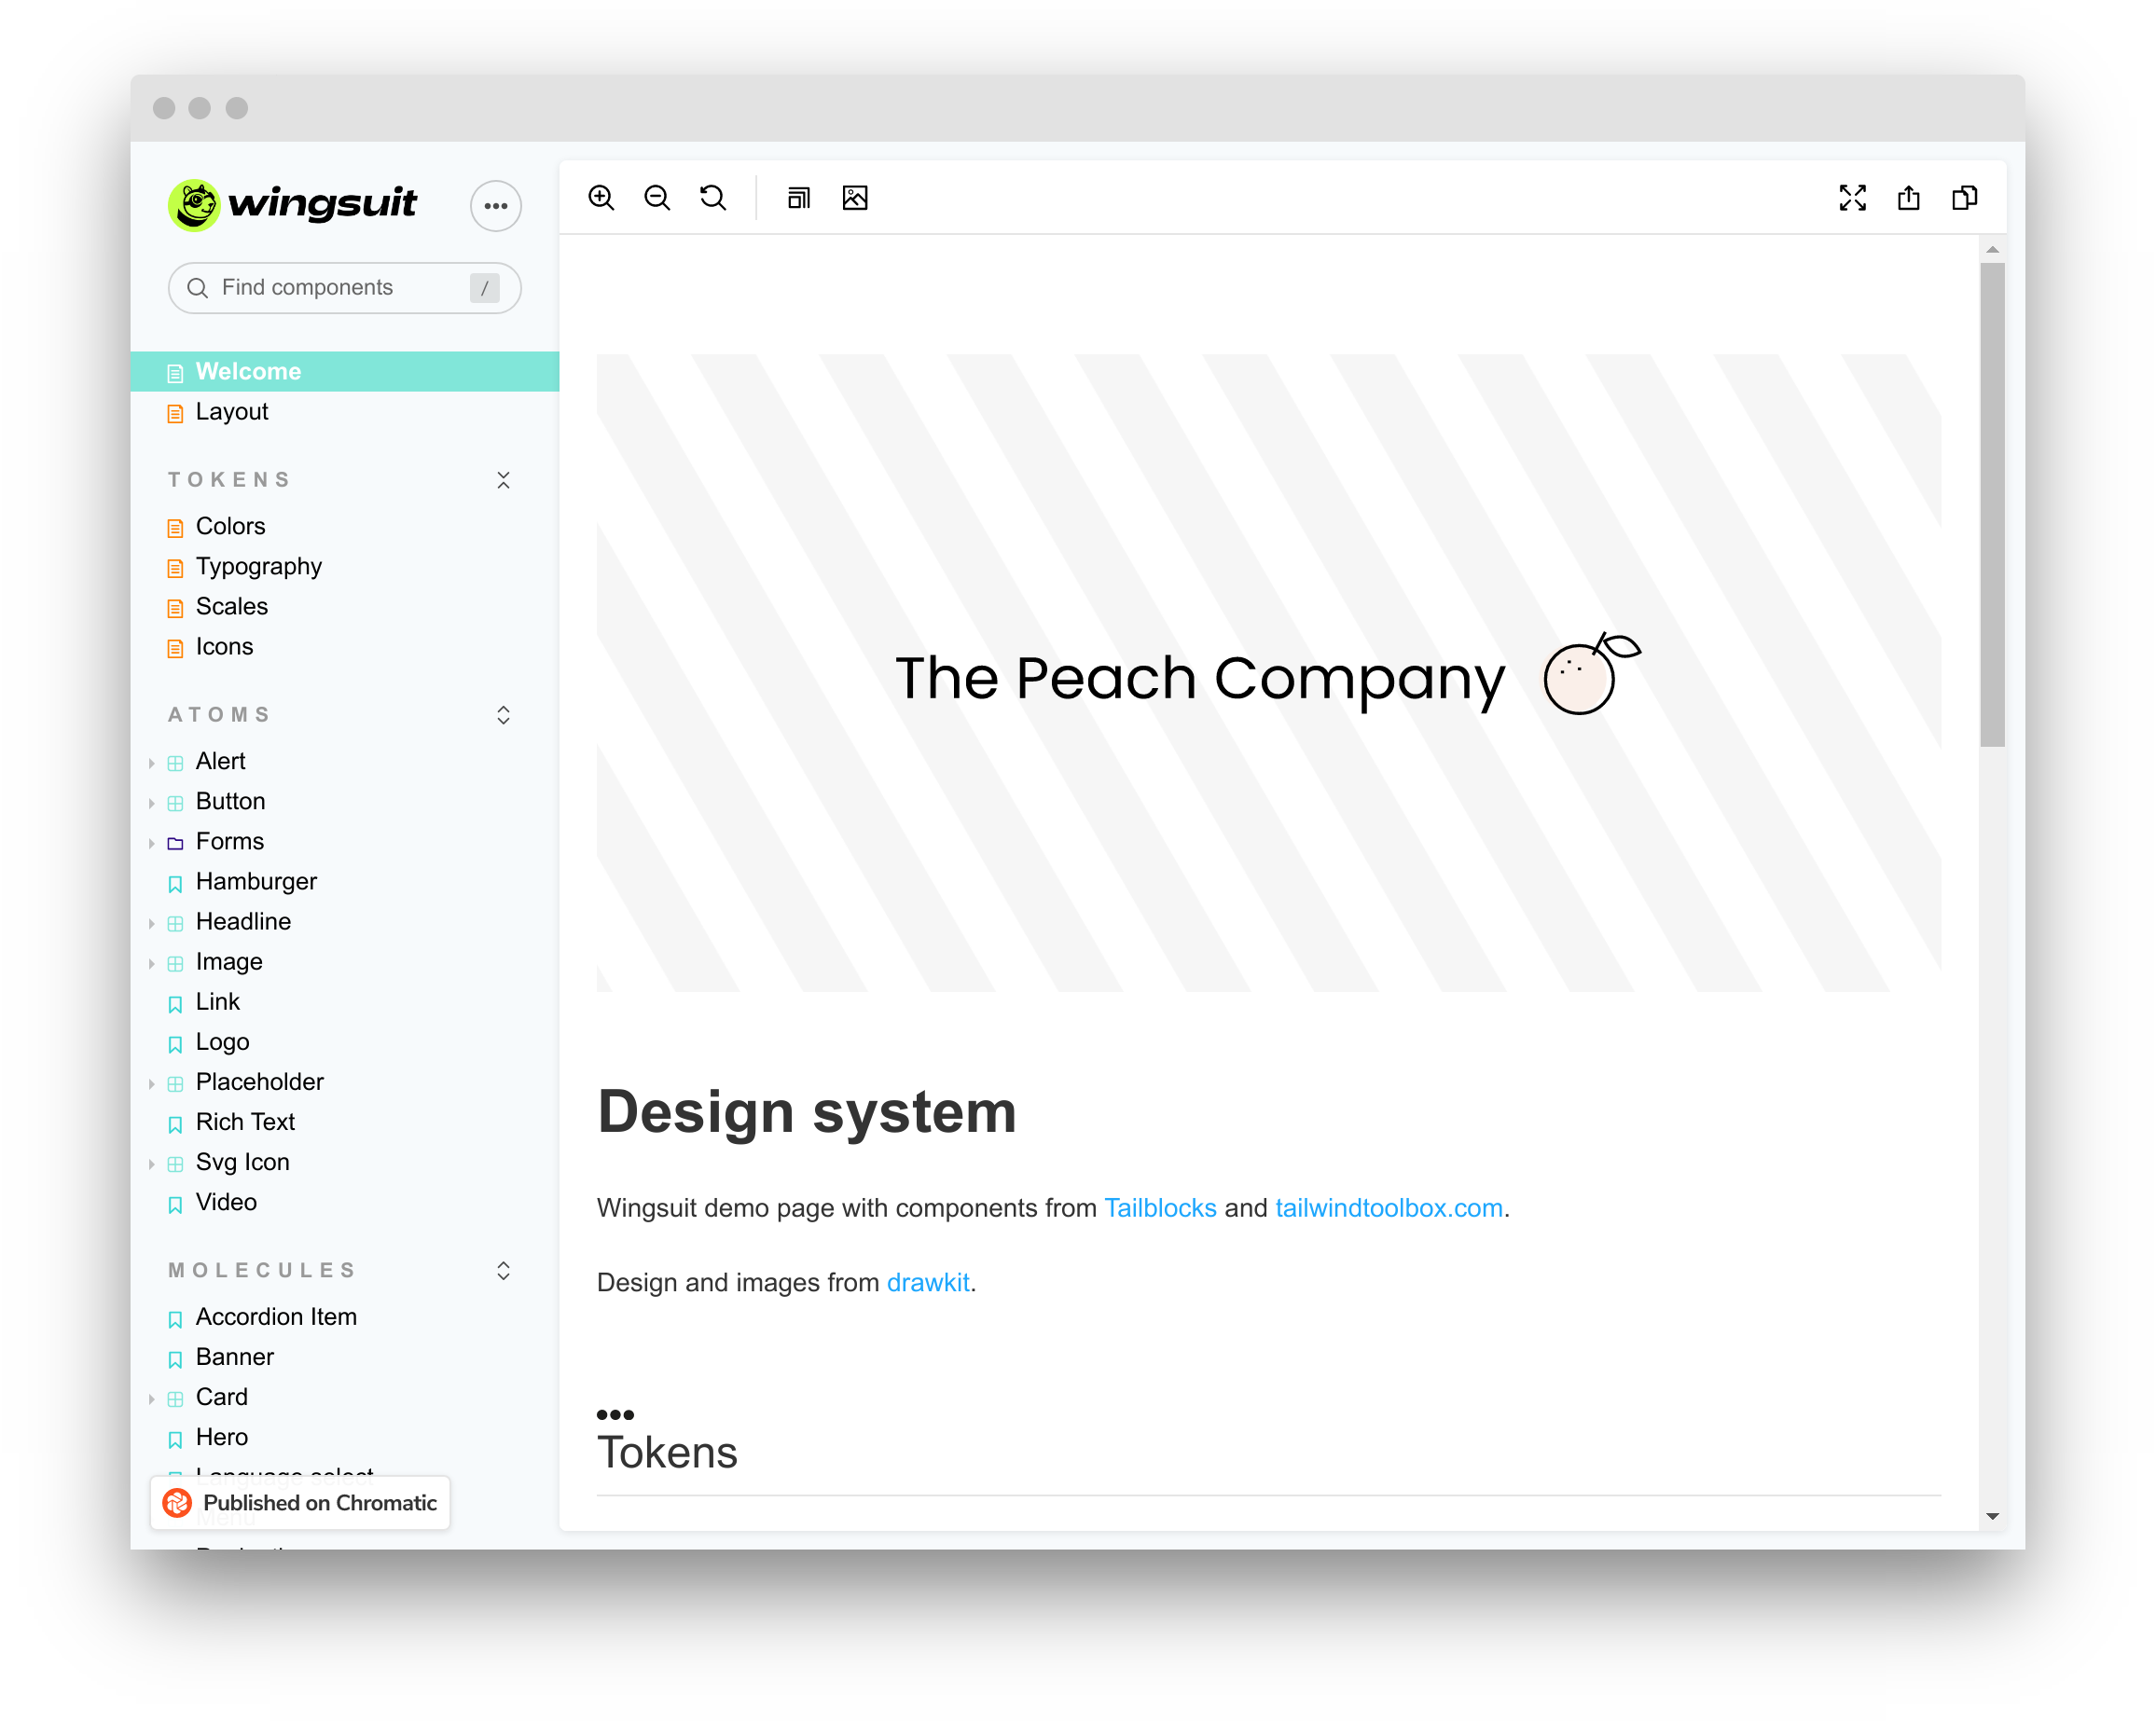 wingsuit
Find components /
Welcome
Layout
TOKENS
Colors
Typography
Scales
Icons
ATOMS
Alert
Button
Forms
Hamburger
Headline
Image
Link
Logo
Placeholder
Rich Text
Svg Icon
Video
MOLECULES
Accordion Item
Banner
Card
Hero
Language select
Published on Chromatic
Menu
The Peach Company
Design system
Wingsuit demo page with components from Tailblocks and tailwindtoolbox.com.
Design and images from drawkit.
Tokens